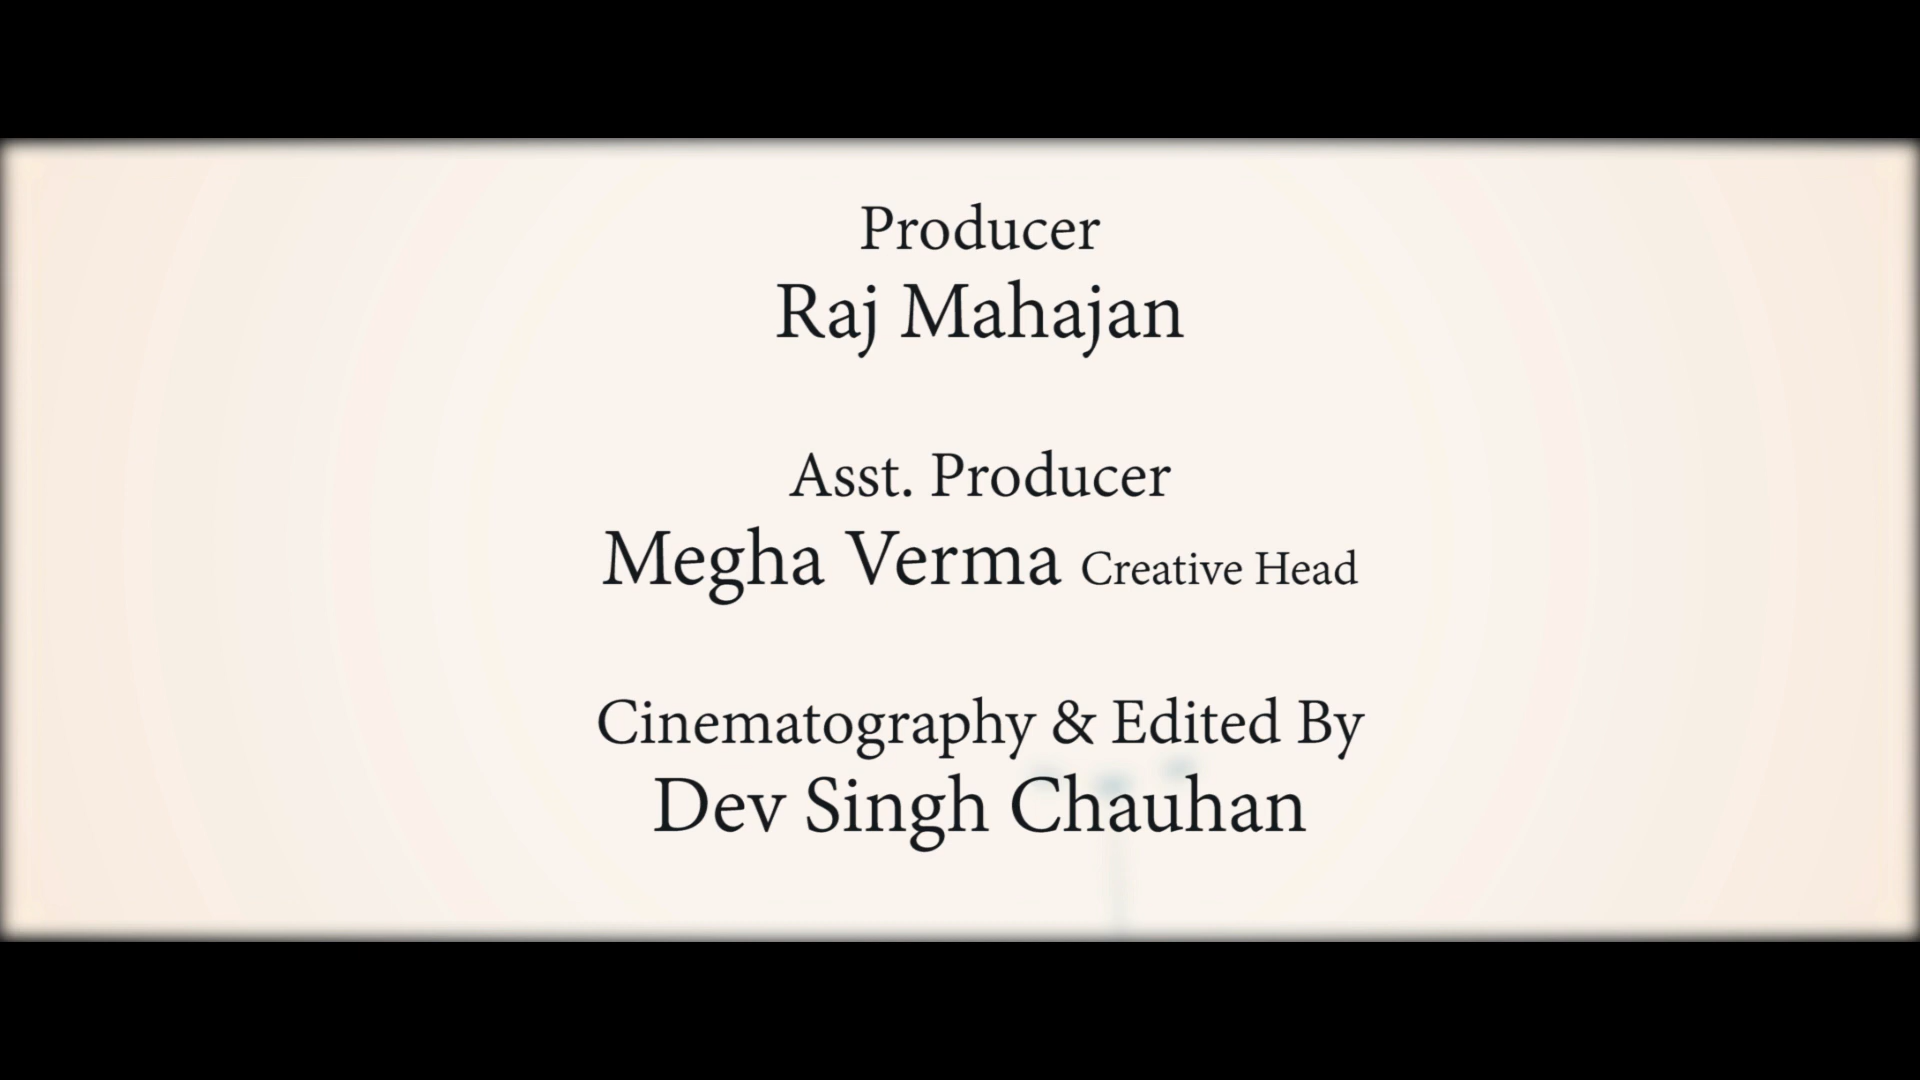 Producer
Raj Mahajan
Asst. Producer
Megha Verma Creative Head
Cinematography & Edited By
Dev Singh Chauhan